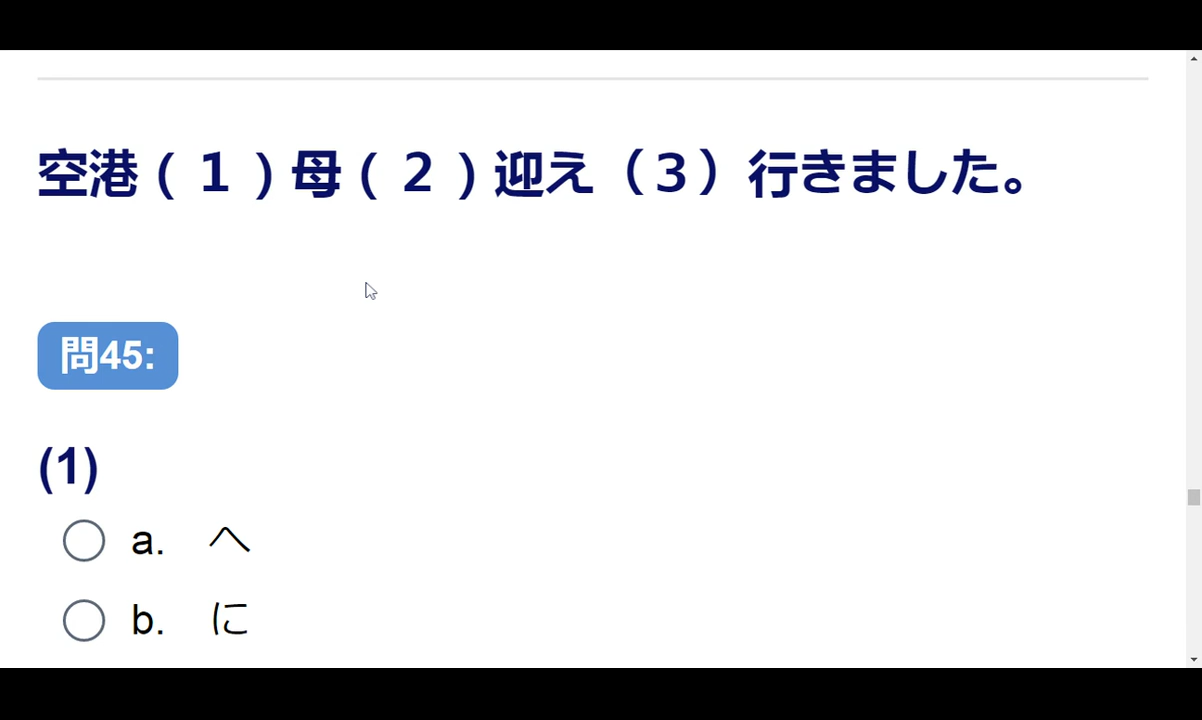 空港（１）母（２）迎え（３）行きました。
問45:
(1)
a. へ
b. に